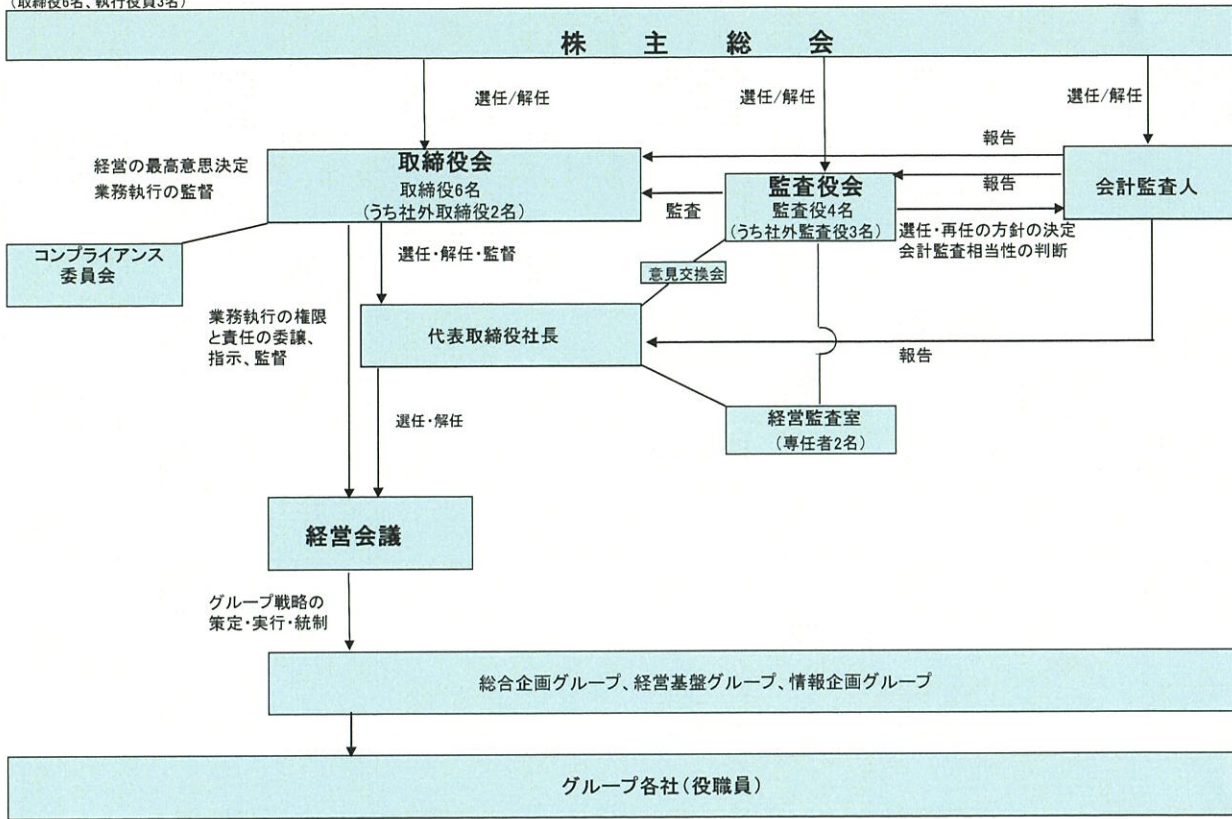 (取締役6名、執行役員3名)
株 主 総 会
選任/解任
選任/解任
選任/解任
経営の最高意思決定
業務執行の監督
取締役会
取締役6名
(うち社外取締役2名)
監査
監査役会
監査役4名
(うち社外監査役3名)
報告
報告
会計監査人
選任・再任の方針の決定
会計監査相当性の判断
コンプライアンス
委員会
選任・解任・監督
意見交換会
業務執行の権限
と責任の委譲、
指示、監督
代表取締役社長
報告
選任・解任
経営監査室
(専任者2名)
経営会議
グループ戦略の
策定・実行・統制
総合企画グループ、経営基盤グループ、情報企画グループ
グループ各社(役職員)